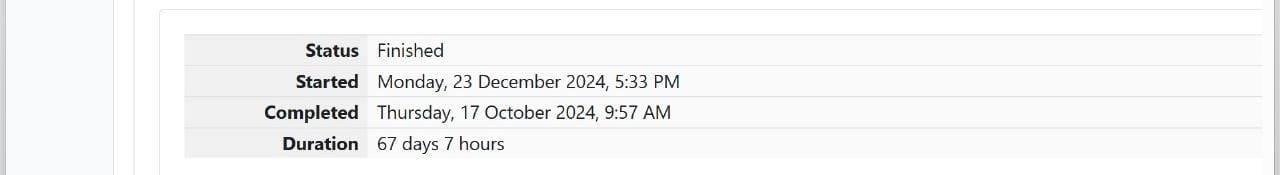 Status Finished
Started Monday, 23 December 2024, 5:33 PM
Completed Thursday, 17 October 2024, 9:57 AM
Duration 67 days 7 hours